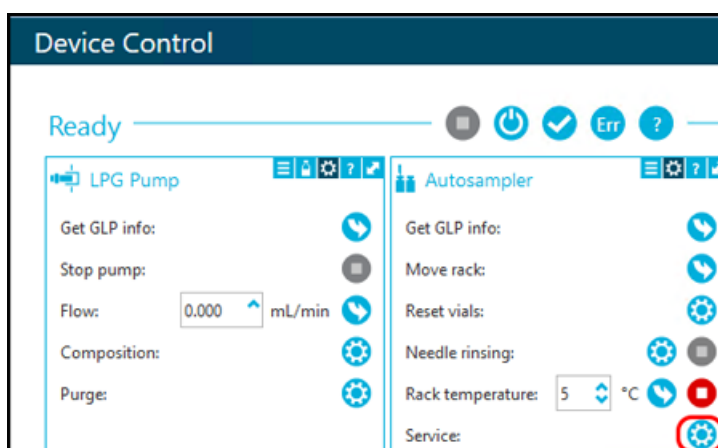 Device Control
Ready
Err ?
LPG Pump
?
Get GLP info:
Stop pump:
Flow: 0.000 mL/min
Composition:
Purge:
Autosampler
?
Get GLP info:
Move rack:
Reset vials:
Needle rinsing:
Rack temperature: 5 °C
Service: